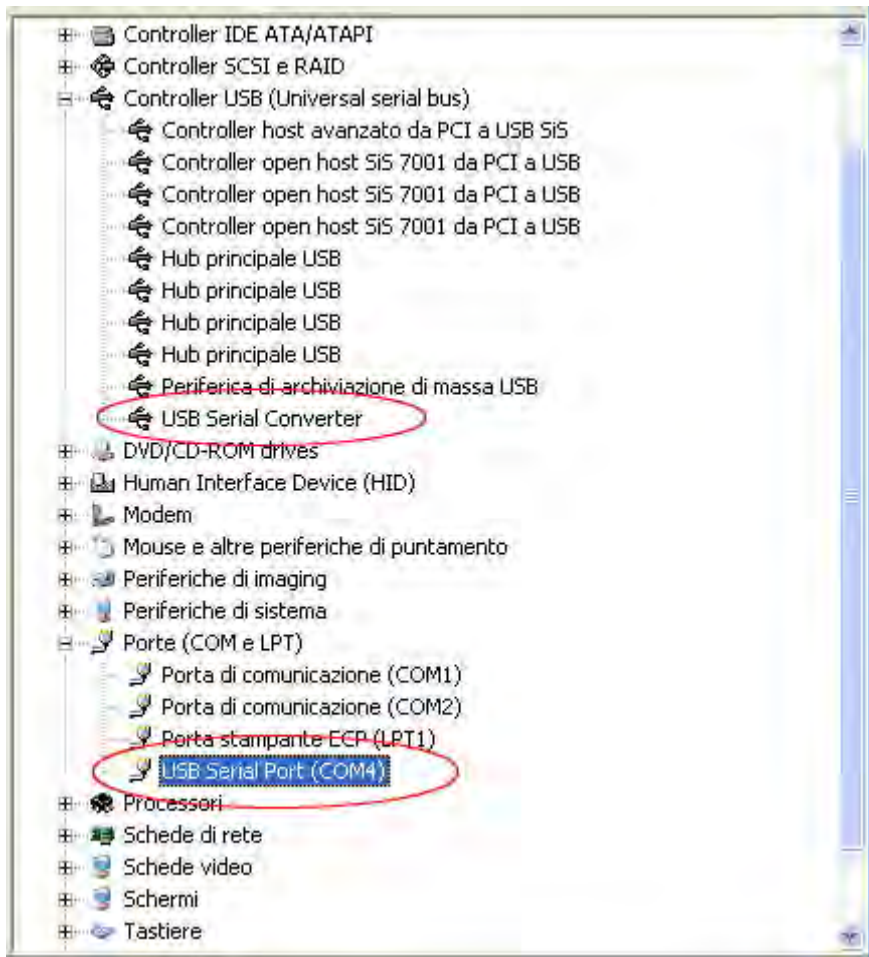 Controller IDE ATA/ATAPI
Controller SCSI e RAID
Controller USB (Universal serial bus)
Controller host avanzato da PCI a USB SiS
Controller open host SiS 7001 da PCI a USB
Controller open host SiS 7001 da PCI a USB
Controller open host SiS 7001 da PCI a USB
Hub principale USB
Hub principale USB
Hub principale USB
Hub principale USB
Periferica di archiviazione di massa USB
USB Serial Converter
DVD/CD-ROM drives
Human Interface Device (HID)
Modem
Mouse e altre periferiche di puntamento
Periferiche di imaging
Periferiche di sistema
Porte (COM e LPT)
Porta di comunicazione (COM1)
Porta di comunicazione (COM2)
Porta stampante ECP (LPT1)
USB Serial Port (COM4)
Processori
Schede di rete
Schede video
Schermi
Tastiere